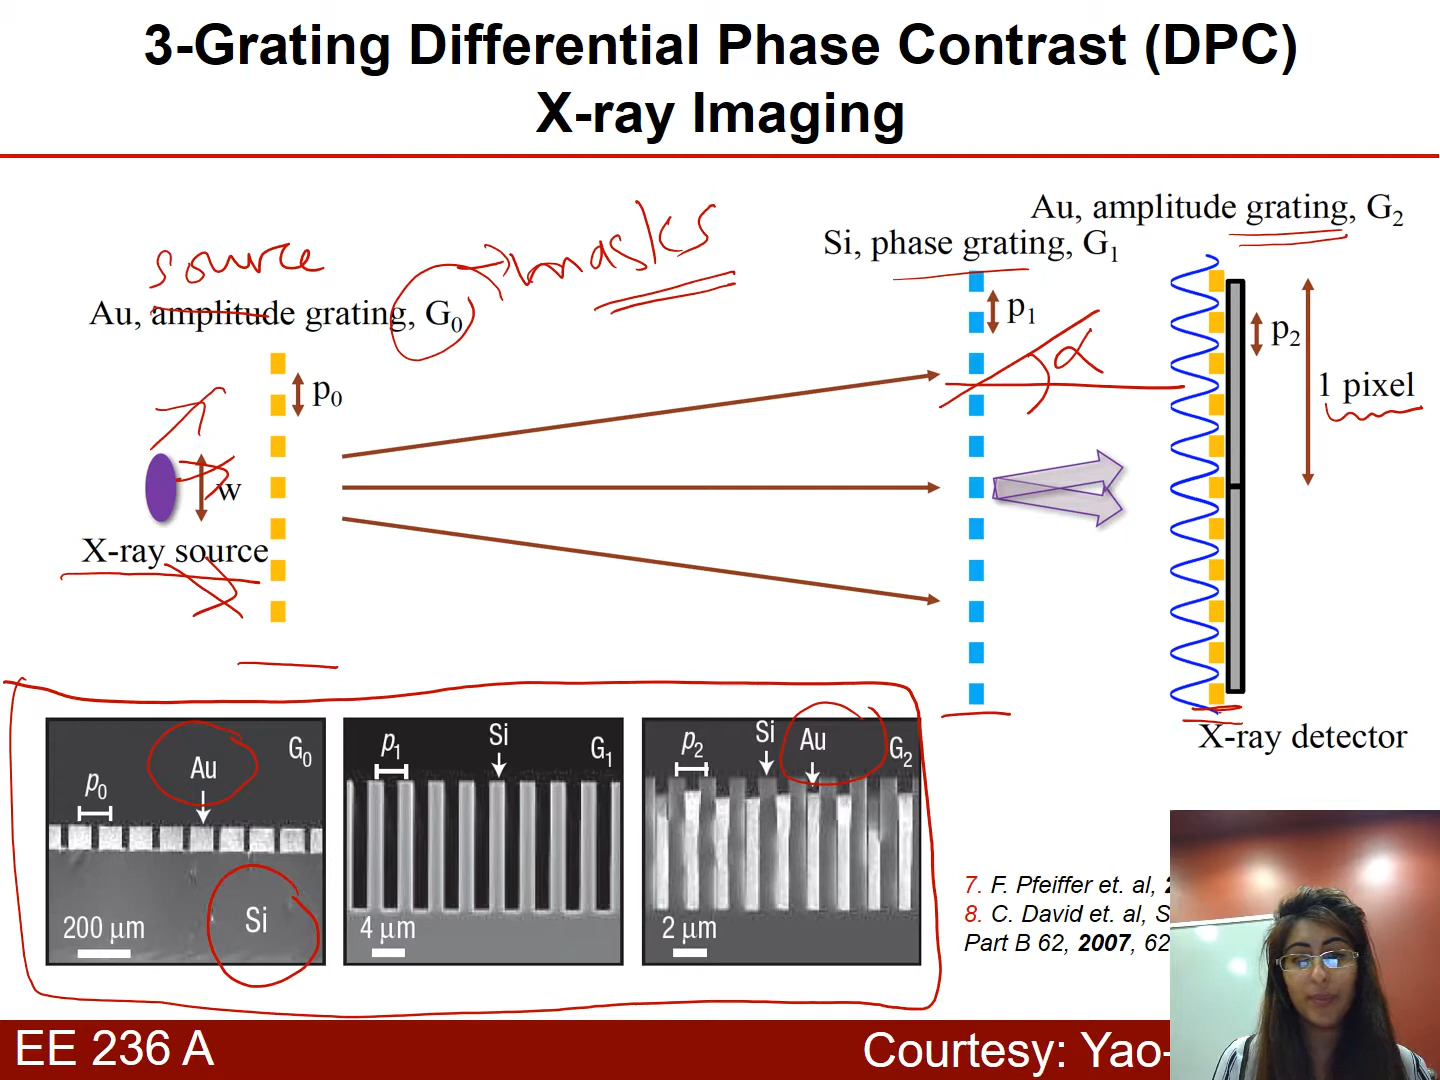 3-Grating Differential Phase Contrast (DPC)
X-ray Imaging
source
masks
Au, amplitude grating, G0
p0
w
X-ray source
Si, phase grating, G1
p1
α
Au, amplitude grating, G2
p2
1 pixel
X-ray detector
p0
Au
G0
Si
200 μm
p1
Si
G1
4 μm
p2
Si
Au
G2
2 μm
7. F. Pfeiffer et. al,
8. C. David et. al, S
Part B 62, 2007, 62
EE 236 A
Courtesy: Yao-